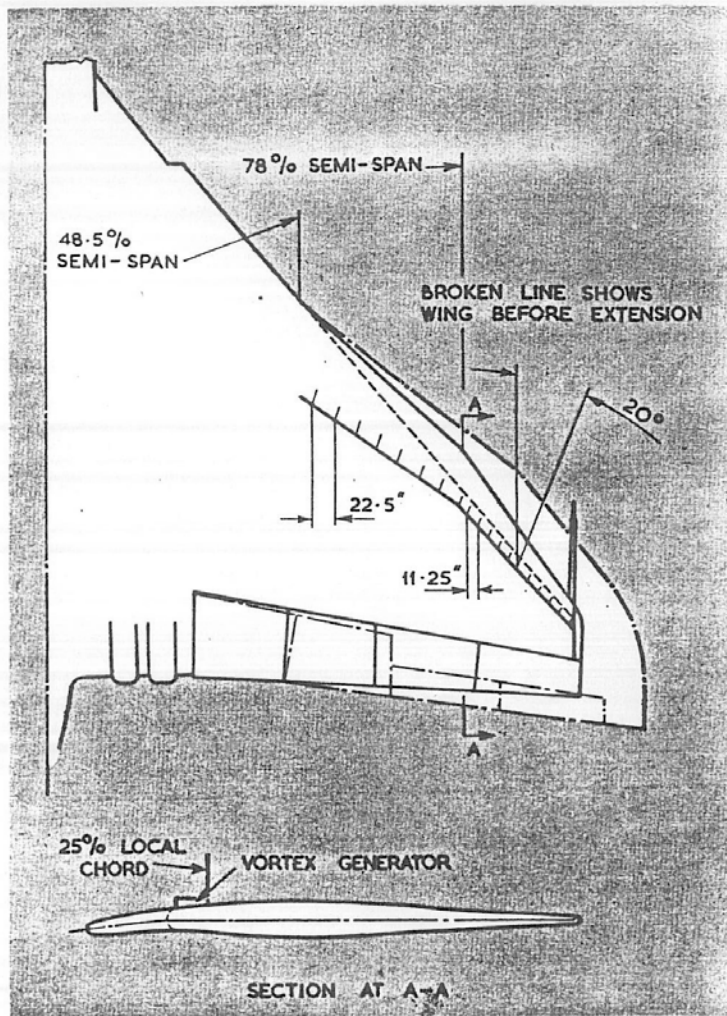 78% SEMI-SPAN
48·5%
SEMI-SPAN
BROKEN LINE SHOWS
WING BEFORE EXTENSION
A
20°
22·5"
11·25"
A
25% LOCAL
CHORD
VORTEX GENERATOR
SECTION AT A-A